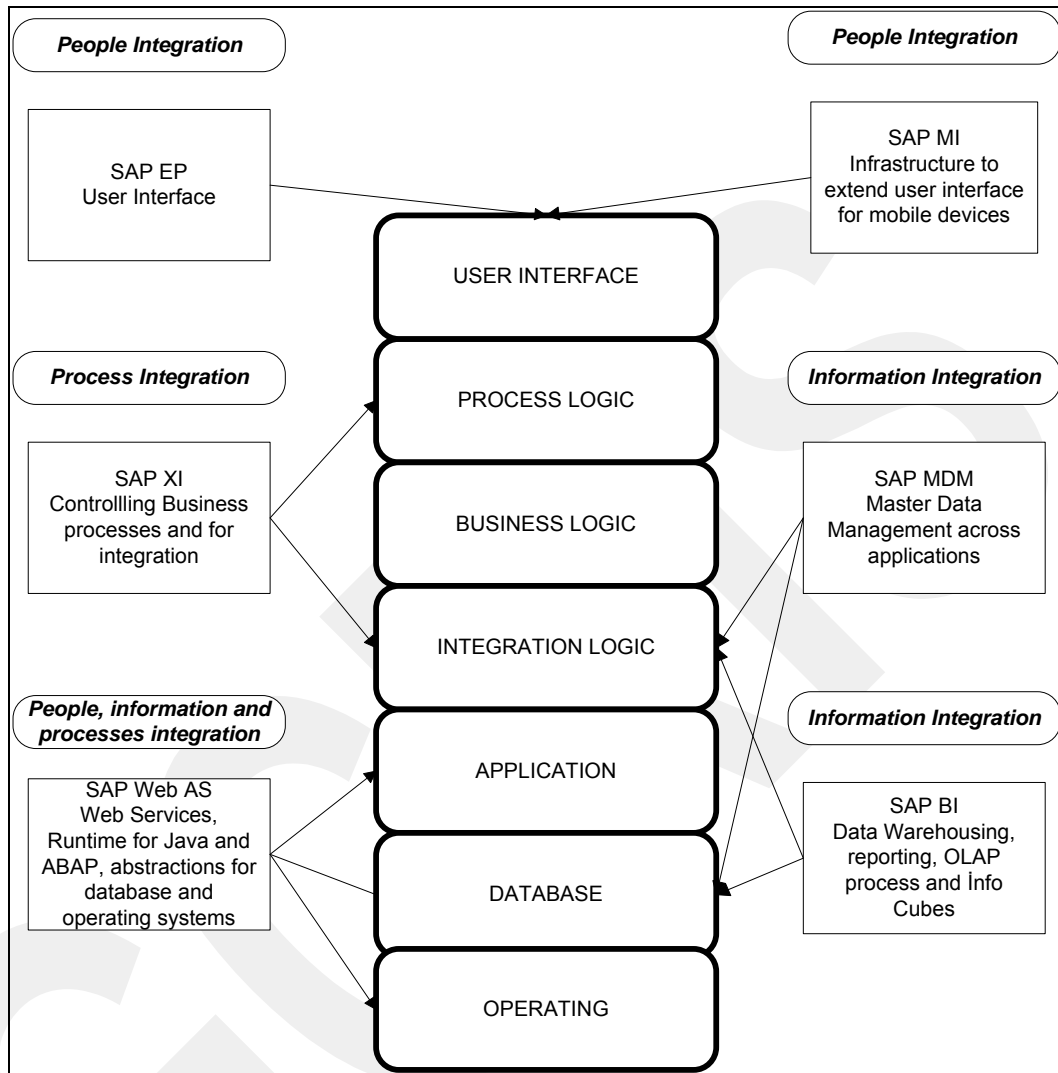 People Integration
SAP EP
User Interface
People Integration
SAP MI
Infrastructure to
extend user interface
for mobile devices
USER INTERFACE
Process Integration
SAP XI
Controllling Business
processes and for
integration
PROCESS LOGIC
BUSINESS LOGIC
INTEGRATION LOGIC
Information Integration
SAP MDM
Master Data
Management across
applications
People, information and
processes integration
SAP Web AS
Web Services,
Runtime for Java and
ABAP, abstractions for
database and
operating systems
APPLICATION
DATABASE
OPERATING
Information Integration
SAP BI
Data Warehousing,
reporting, OLAP
process and İnfo
Cubes